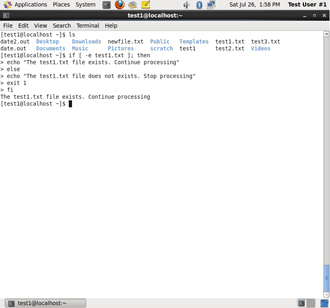 Applications Places System Sat Jul 26, 1:58 PM Test User #1
test1@localhost:~
File Edit View Search Terminal Help
[test1@localhost ~]$ ls
date2.out Desktop Downloads newfile.txt Public Templates test1.txt test3.txt
date.out Documents Music Pictures scratch test1 test2.txt Videos
[test1@localhost ~]$ if [ -e test1.txt ]; then
> echo "The test1.txt file exists. Continue processing"
> else
> echo "The test1.txt file does not exists. Stop processing"
> exit 1
> fi
The test1.txt file exists. Continue processing
[test1@localhost ~]$
test1@localhost:~